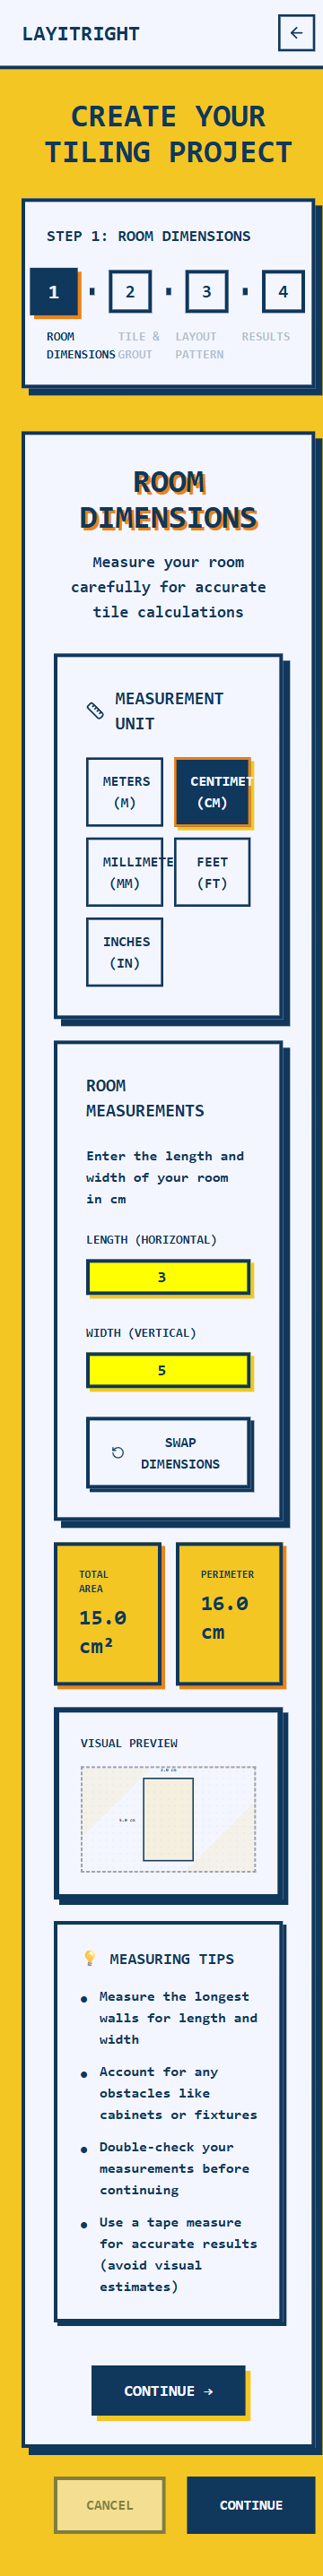 LAYITRIGHT
CREATE YOUR
TILING PROJECT
STEP 1: ROOM DIMENSIONS
1
2
3
4
ROOM
DIMENSIONS
TILE &
GROUT
LAYOUT
PATTERN
RESULTS
ROOM
DIMENSIONS
Measure your room
carefully for accurate
tile calculations
MEASUREMENT
UNIT
METERS
(M)
CENTIMET
(CM)
MILLIMETE
(MM)
FEET
(FT)
INCHES
(IN)
ROOM
MEASUREMENTS
Enter the length and
width of your room
in cm
LENGTH (HORIZONTAL)
3
WIDTH (VERTICAL)
5
SWAP
DIMENSIONS
TOTAL
AREA
15.0
cm²
PERIMETER
16.0
cm
VISUAL PREVIEW
MEASURING TIPS
● Measure the longest
walls for length and
width
● Account for any
obstacles like
cabinets or fixtures
● Double-check your
measurements before
continuing
● Use a tape measure
for accurate results
(avoid visual
estimates)
CONTINUE →
CANCEL
CONTINUE